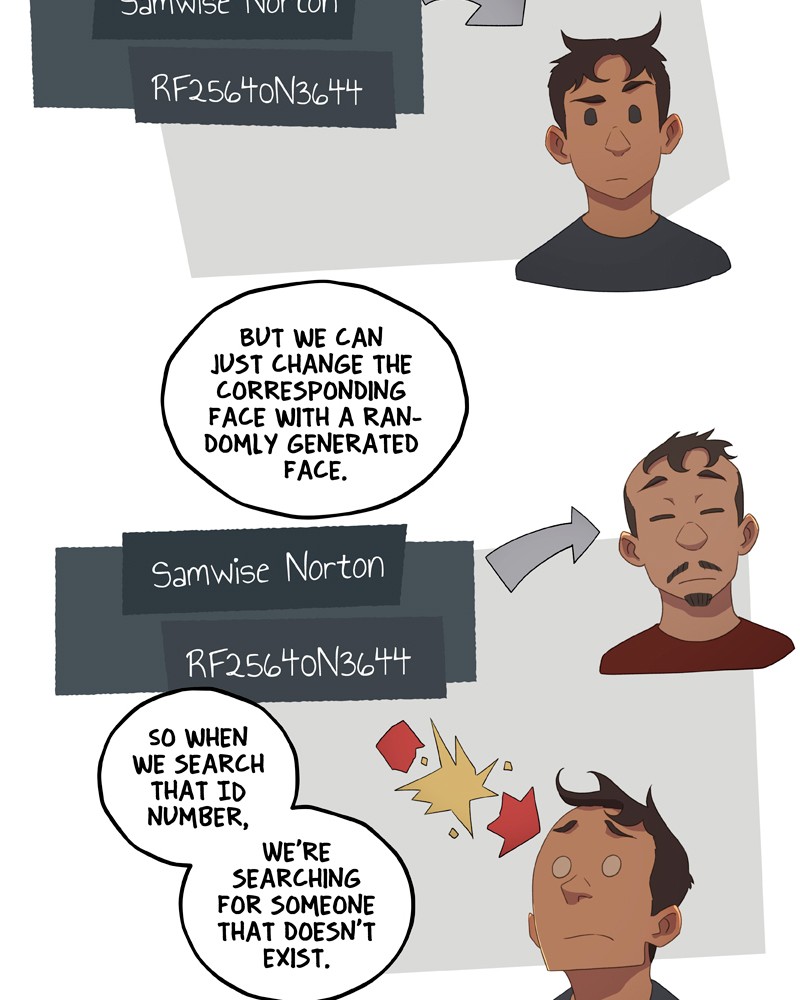 Samwise Norton
RF25640N3644
BUT WE CAN
JUST CHANGE THE
CORRESPONDING
FACE WITH A RAN-
DOMLY GENERATED
FACE.
Samwise Norton
RF25640N3644
SO WHEN
WE SEARCH
THAT ID
NUMBER,
WE'RE
SEARCHING
FOR SOMEONE
THAT DOESN'T
EXIST.